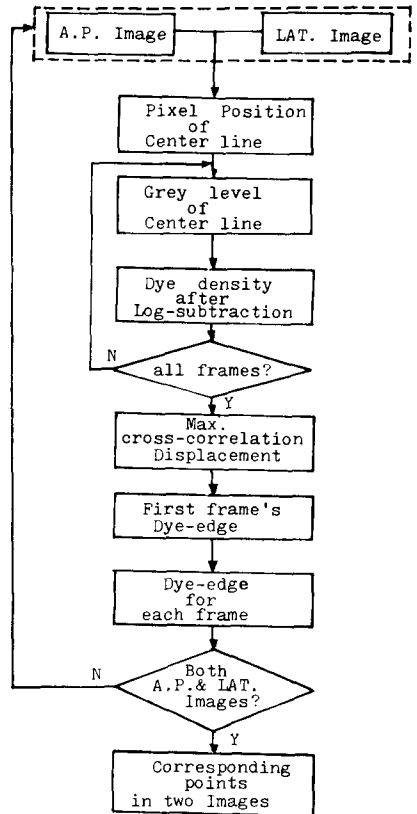 A.P. Image
LAT. Image
Pixel Position
of
Center line
Grey level
of
Center line
Dye density
after
Log-subtraction
N
all frames?
Y
Max.
cross-correlation
Displacement
First frame's
Dye-edge
Dye-edge
for
each frame
N
Both
A.P.& LAT.
Images?
Y
Corresponding
points
in two Images